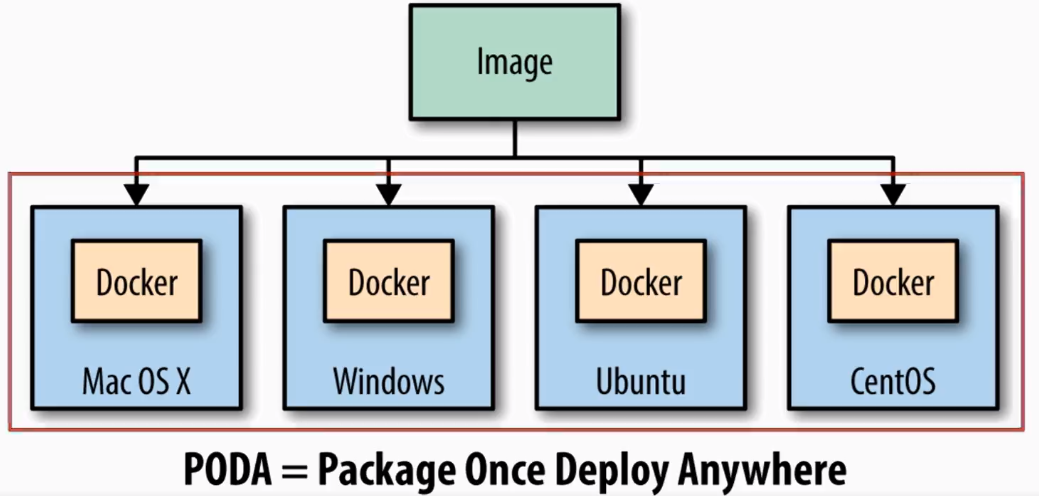 Image
Docker
Docker
Docker
Docker
Mac OS X
Windows
Ubuntu
CentOS
PODA = Package Once Deploy Anywhere